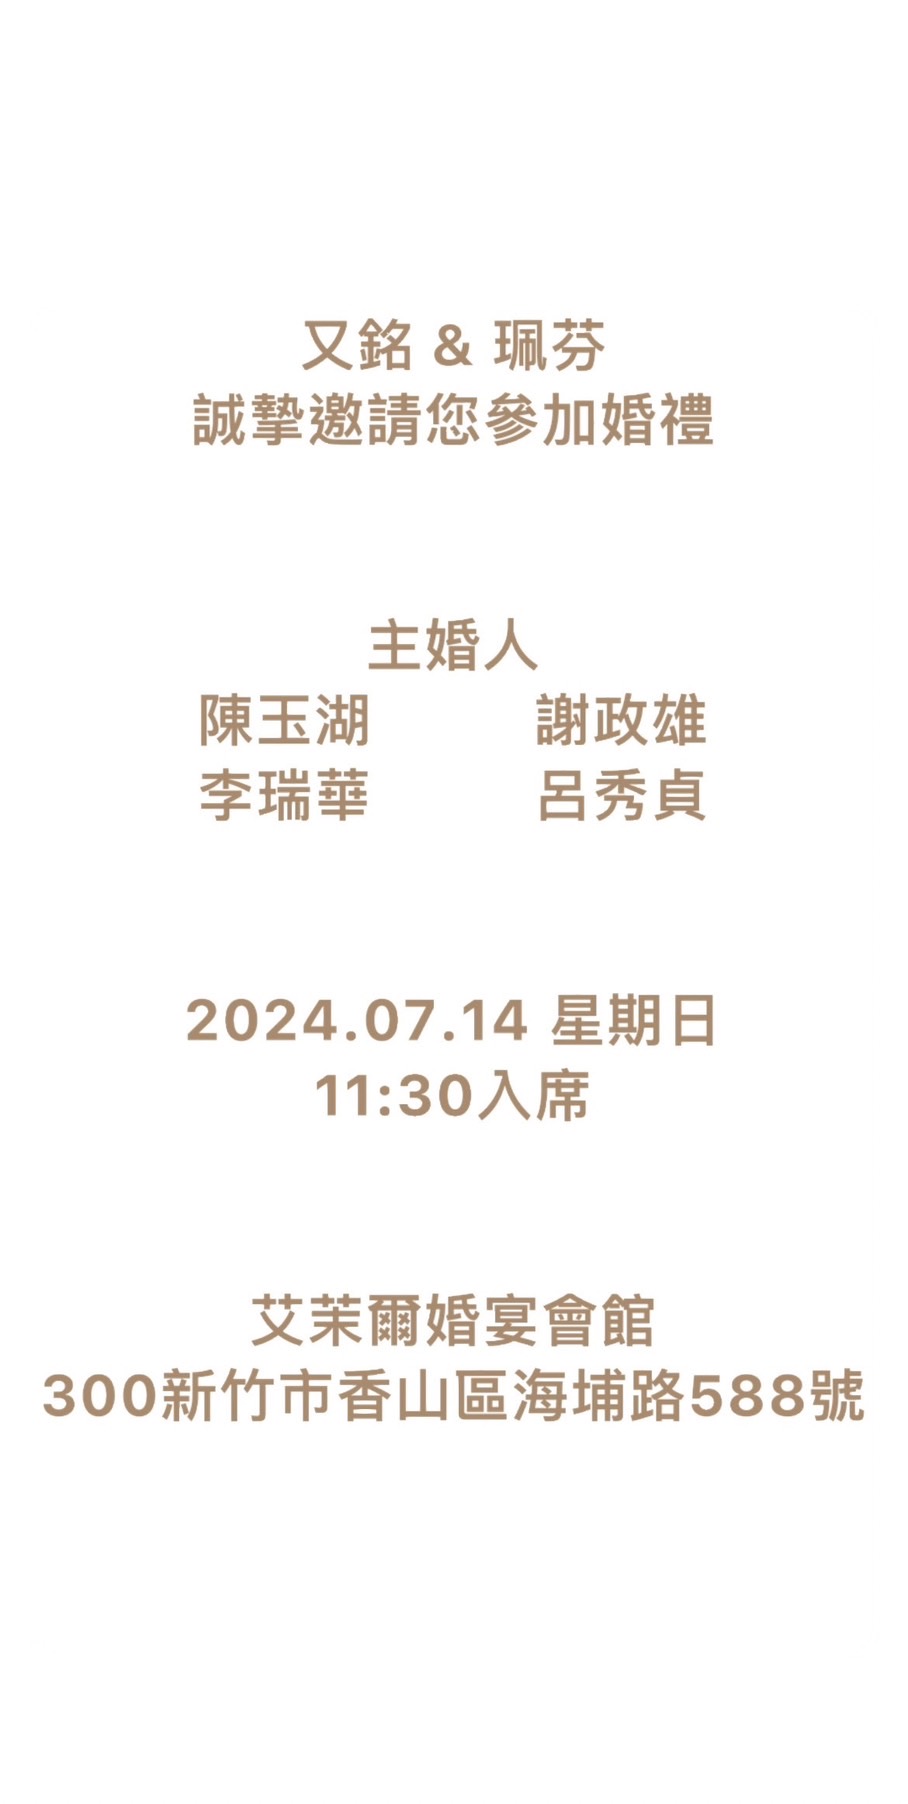 又銘 & 珮芬
誠摯邀請您參加婚禮
主婚人
陳玉湖 謝政雄
李瑞華 呂秀貞
2024.07.14 星期日
11:30入席
艾茉爾婚宴會館
300新竹市香山區海埔路588號